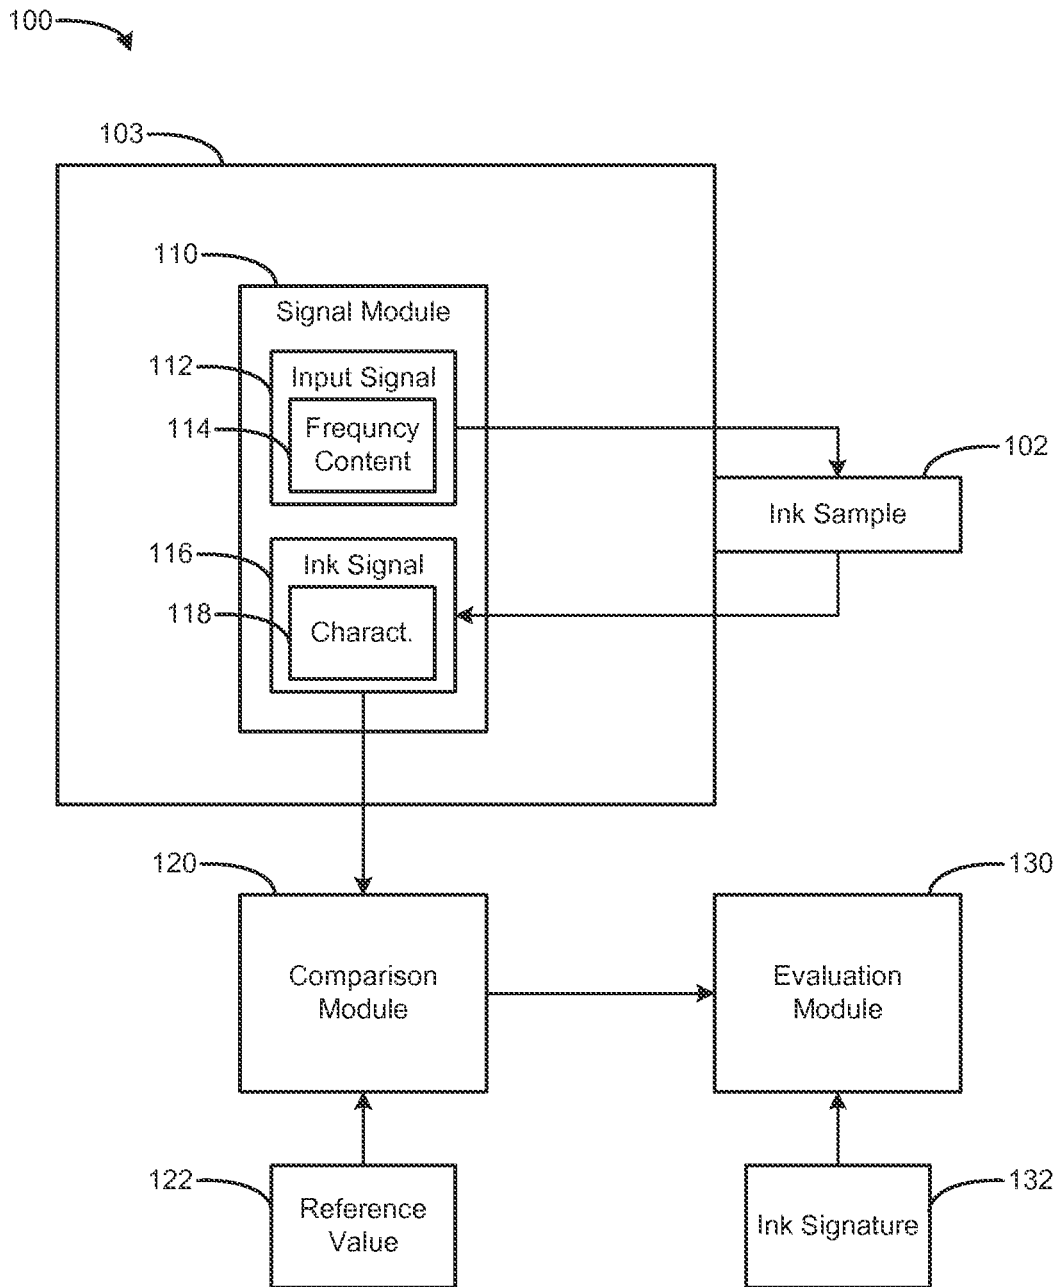 100
103
110
Signal Module
112
Input Signal
114
Frequncy
Content
102
Ink Sample
116
Ink Signal
118
Charact.
120
130
Comparison
Module
Evaluation
Module
122
Reference
Value
132
Ink Signature